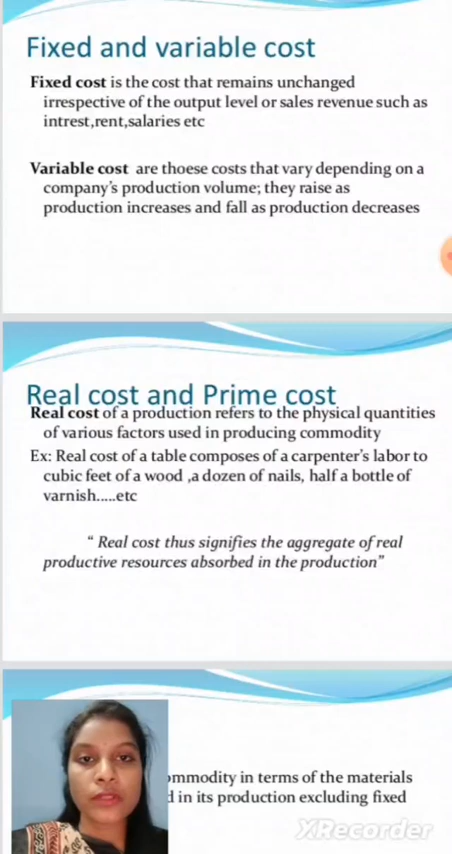 Fixed and variable cost
Fixed cost is the cost that remains unchanged
irrespective of the output level or sales revenue such as
intrest,rent,salaries etc
Variable cost are thoese costs that vary depending on a
company's production volume; they raise as
production increases and fall as production decreases
Real cost and Prime cost
Real cost of a production refers to the physical quantities
of various factors used in producing commodity
Ex: Real cost of a table composes of a carpenter's labor to
cubic feet of a wood ,a dozen of nails, half a bottle of
varnish.....etc
" Real cost thus signifies the aggregate of real
productive resources absorbed in the production"
ommodity in terms of the materials
in its production excluding fixed
XRecorder